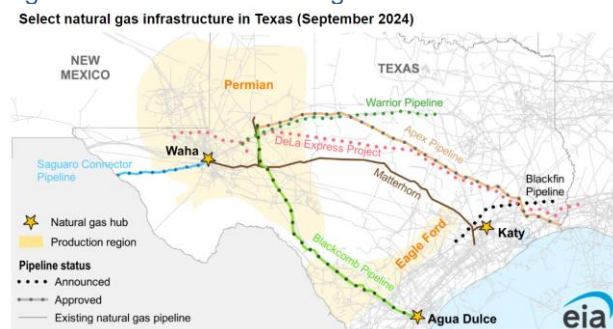 Select natural gas infrastructure in Texas (September 2024)
NEW
MEXICO
TEXAS
Permian
Warrior Pipeline
Apex Pipeline
DeLa Express Project
Waha
Saguaro Connector
Pipeline
Matterhorn
Blackfin
Pipeline
Natural gas hub
Production region
Katy
Eagle Ford
Blackcomb Pipeline
Pipeline status
Announced
Approved
Existing natural gas pipeline
Agua Dulce
eia